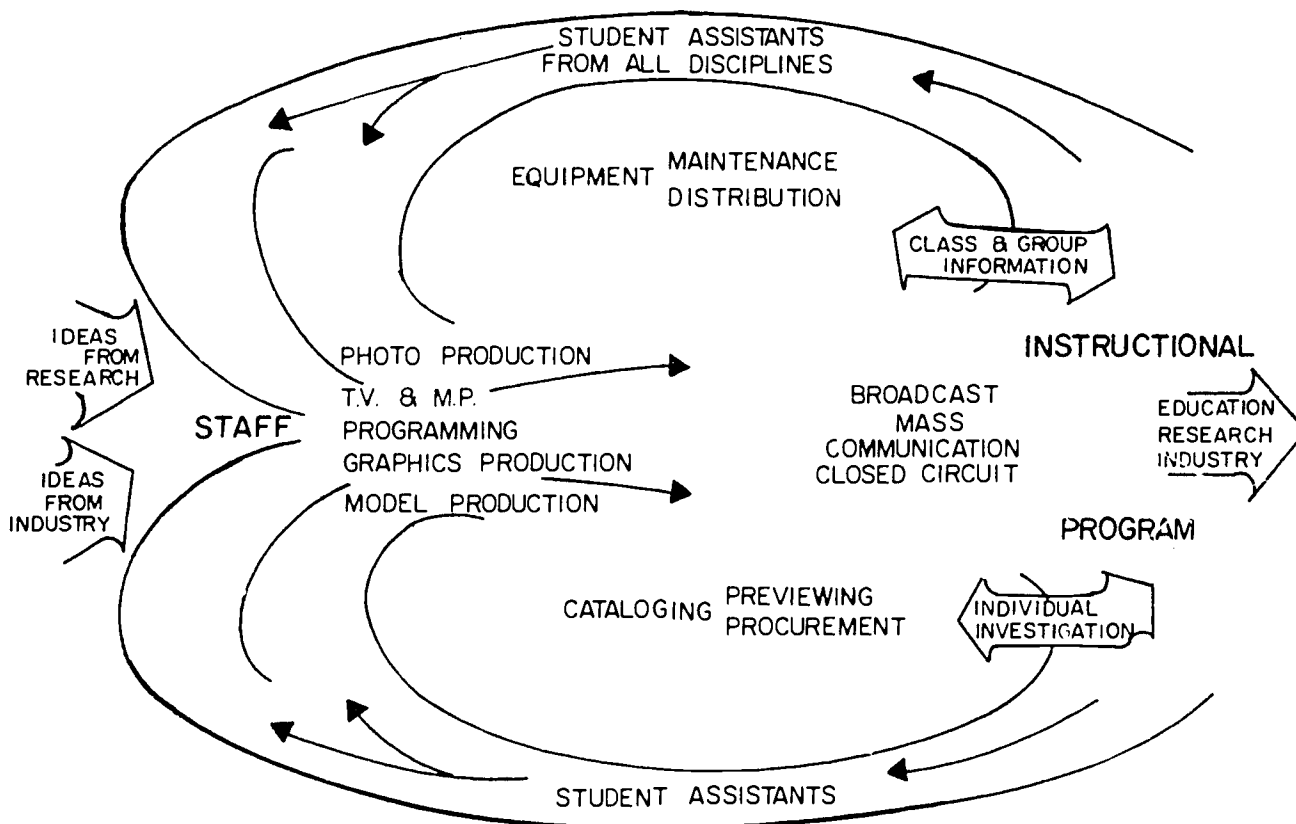 STUDENT ASSISTANTS
FROM ALL DISCIPLINES
EQUIPMENT MAINTENANCE
DISTRIBUTION
CLASS & GROUP
INFORMATION
IDEAS
FROM
RESEARCH
PHOTO PRODUCTION
T.V. & M.P.
STAFF PROGRAMMING
GRAPHICS PRODUCTION
MODEL PRODUCTION
IDEAS
FROM
INDUSTRY
BROADCAST
MASS
COMMUNICATION
CLOSED CIRCUIT
INSTRUCTIONAL
EDUCATION
RESEARCH
INDUSTRY
PROGRAM
CATALOGING PREVIEWING
PROCUREMENT
INDIVIDUAL
INVESTIGATION
STUDENT ASSISTANTS